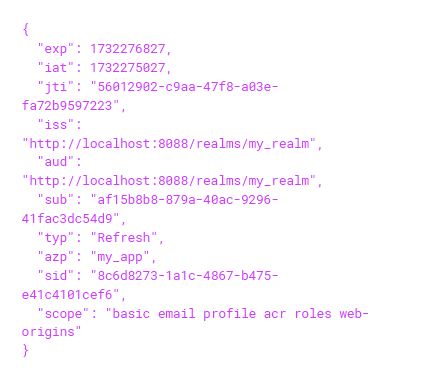 {
  "exp": 1732276827,
  "iat": 1732275027,
  "jti": "56012902-c9aa-47f8-a03e-
fa72b9597223",
  "iss":
"http://localhost:8088/realms/my_realm",
  "aud":
"http://localhost:8088/realms/my_realm",
  "sub": "af15b8b8-879a-40ac-9296-
41fac3dc54d9",
  "typ": "Refresh",
  "azp": "my_app",
  "sid": "8c6d8273-1a1c-4867-b475-
e41c4101cef6",
  "scope": "basic email profile acr roles web-
origins"
}